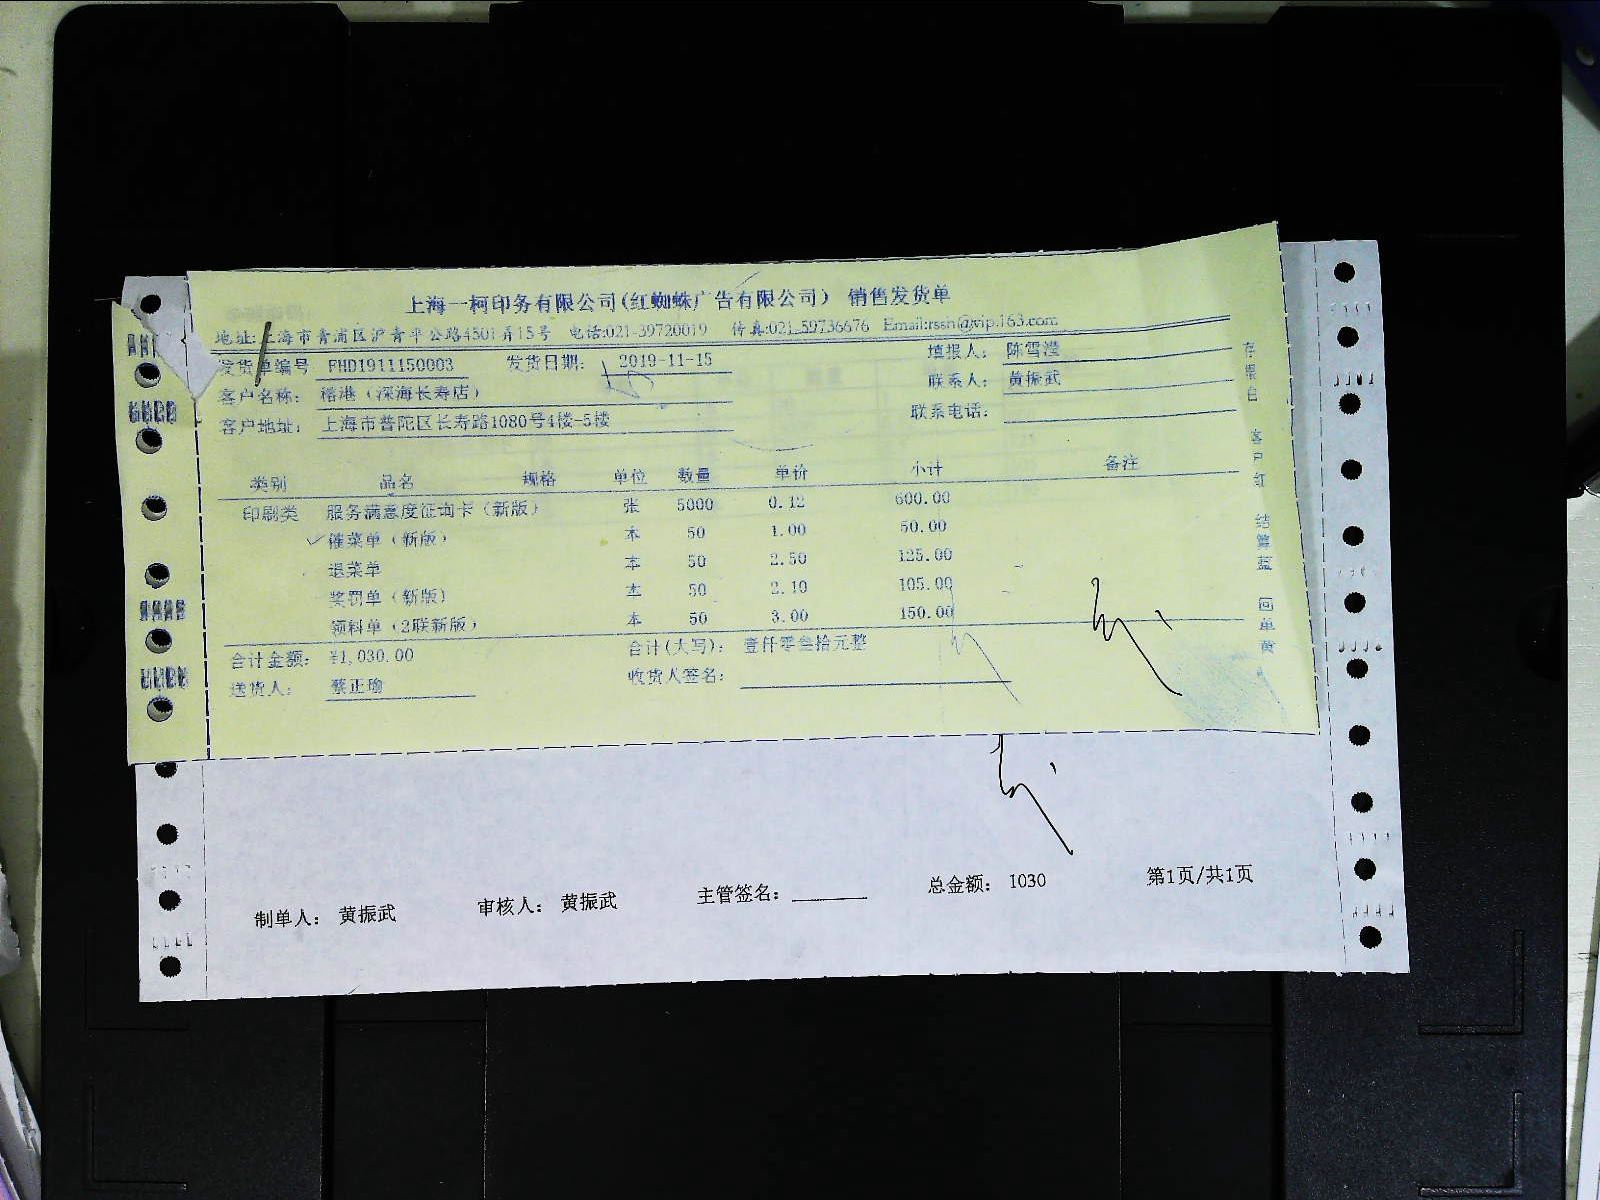 上海一柯印务有限公司(红蜘蛛广告有限公司) 销售发货单
地址:上海市青浦区沪青平公路4501弄15号 电话:021-39720019 传真:021-59736676 Email:rssh@vip.163.com
发货单编号 FHD1911150003 发货日期: 2019-11-15 填报人: 陈雪滢
客户名称: (深海长寿店) 联系人: 黄振武
客户地址: 上海市普陀区长寿路1080号4楼-5楼 联系电话:
类别 品名 规格 单位 数量 单价 小计 备注
印刷类 服务满意度征询卡(新版) 张 5000 0.12 600.00
催菜单(新版) 本 50 1.00 50.00
退菜单 本 50 2.50 125.00
奖罚单(新版) 本 50 2.10 105.00
领料单(2联新版) 本 50 3.00 150.00
合计金额: ¥1,030.00 合计(大写): 壹仟零叁拾元整
送货人: 蔡正瑜 收货人签名:
存根白 客户红 结算蓝 回单黄
制单人: 黄振武 审核人: 黄振武 主管签名: 总金额: 1030 第1页/共1页